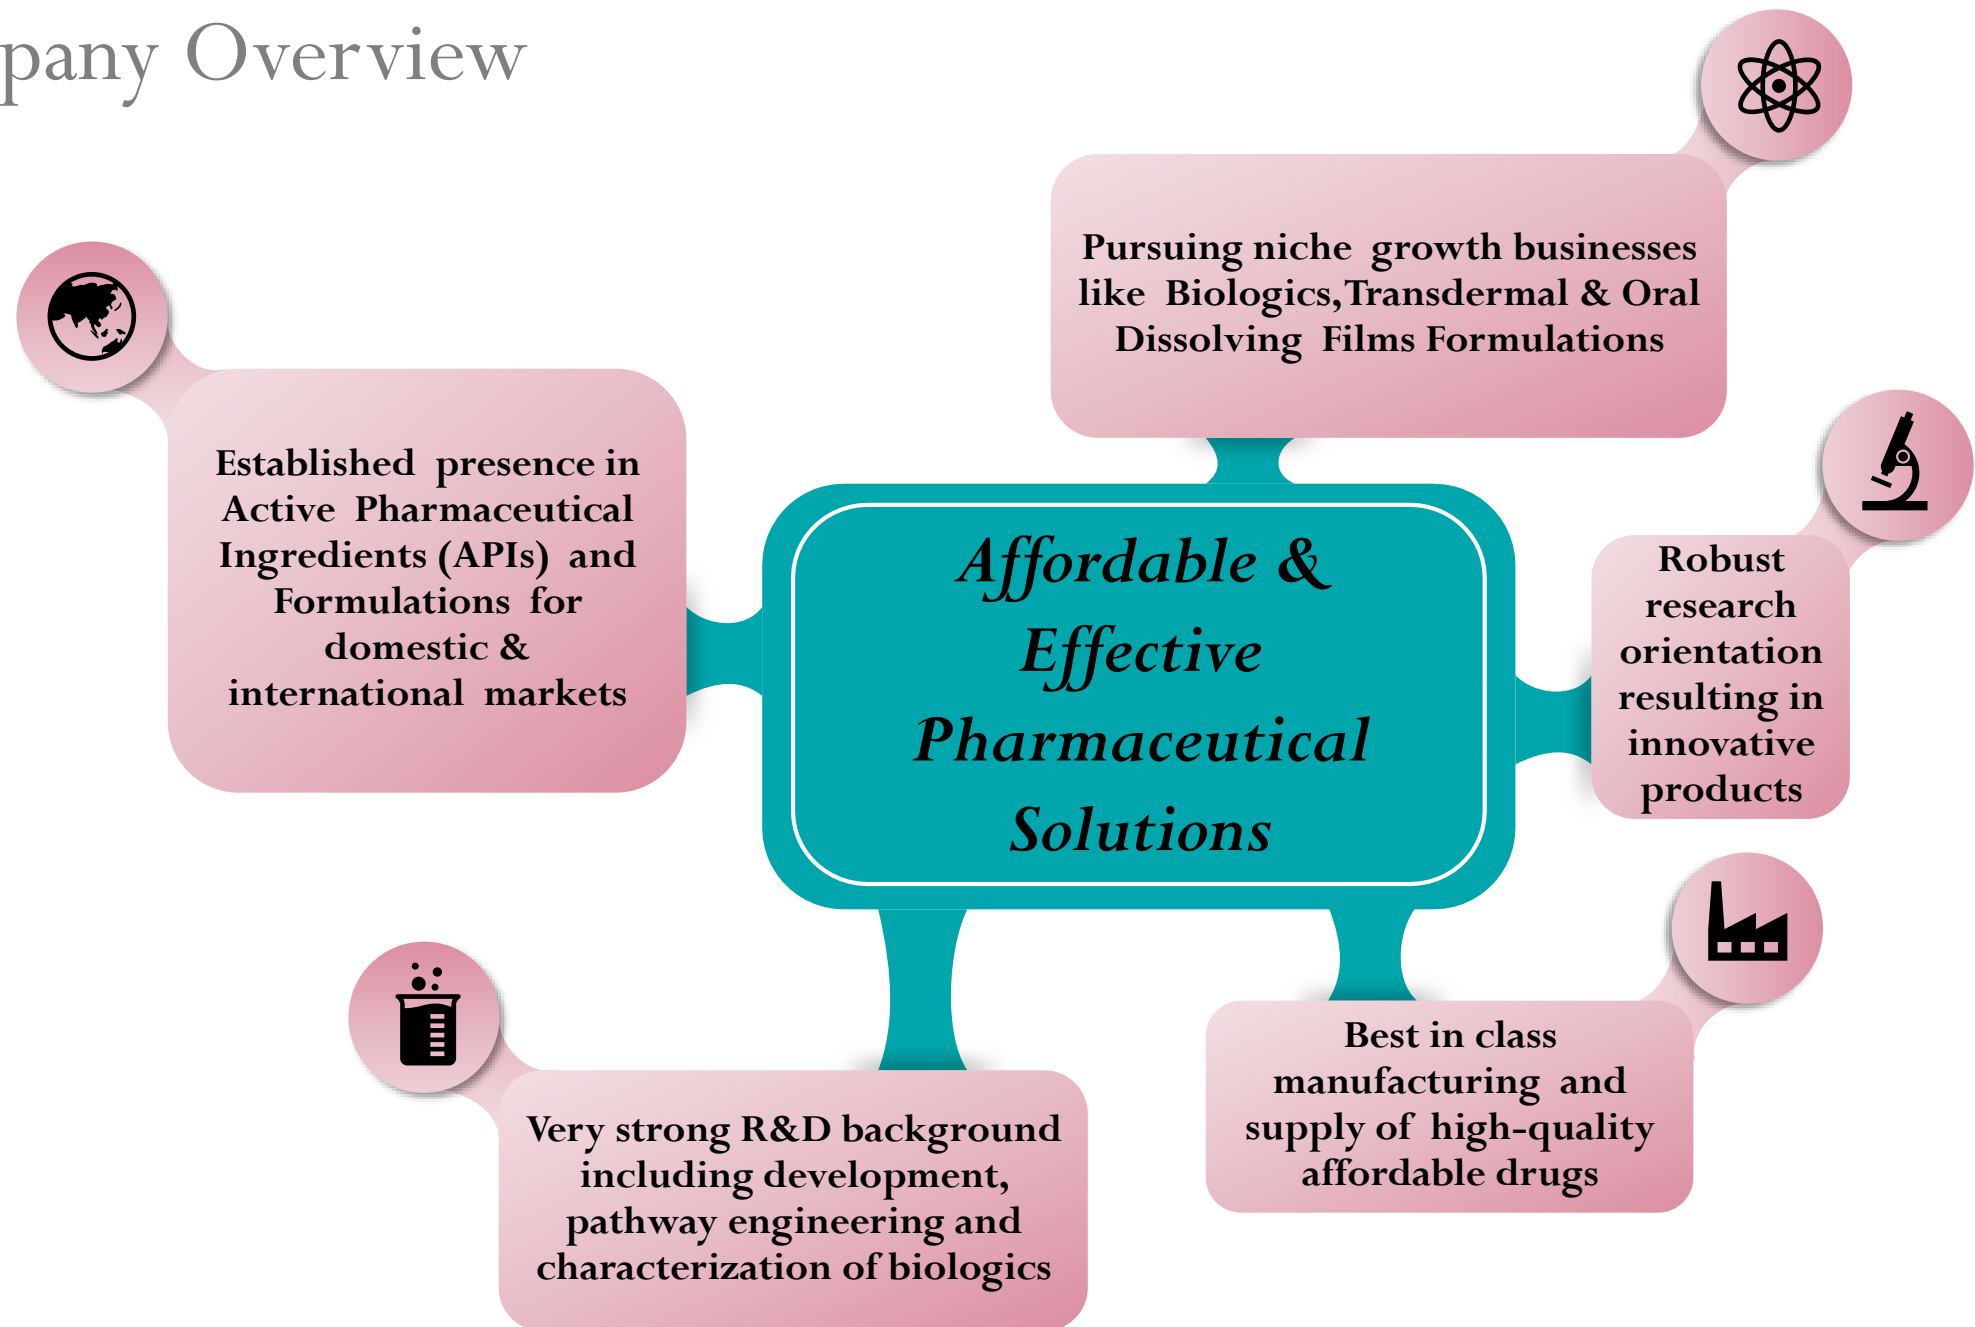 pany Overview
Pursuing niche growth businesses
like Biologics, Transdermal & Oral
Dissolving Films Formulations
Established presence in
Active Pharmaceutical
Ingredients (APIs) and
Formulations for
domestic &
international markets
Affordable &
Effective
Pharmaceutical
Solutions
Robust
research
orientation
resulting in
innovative
products
Very strong R&D background
including development,
pathway engineering and
characterization of biologics
Best in class
manufacturing and
supply of high-quality
affordable drugs